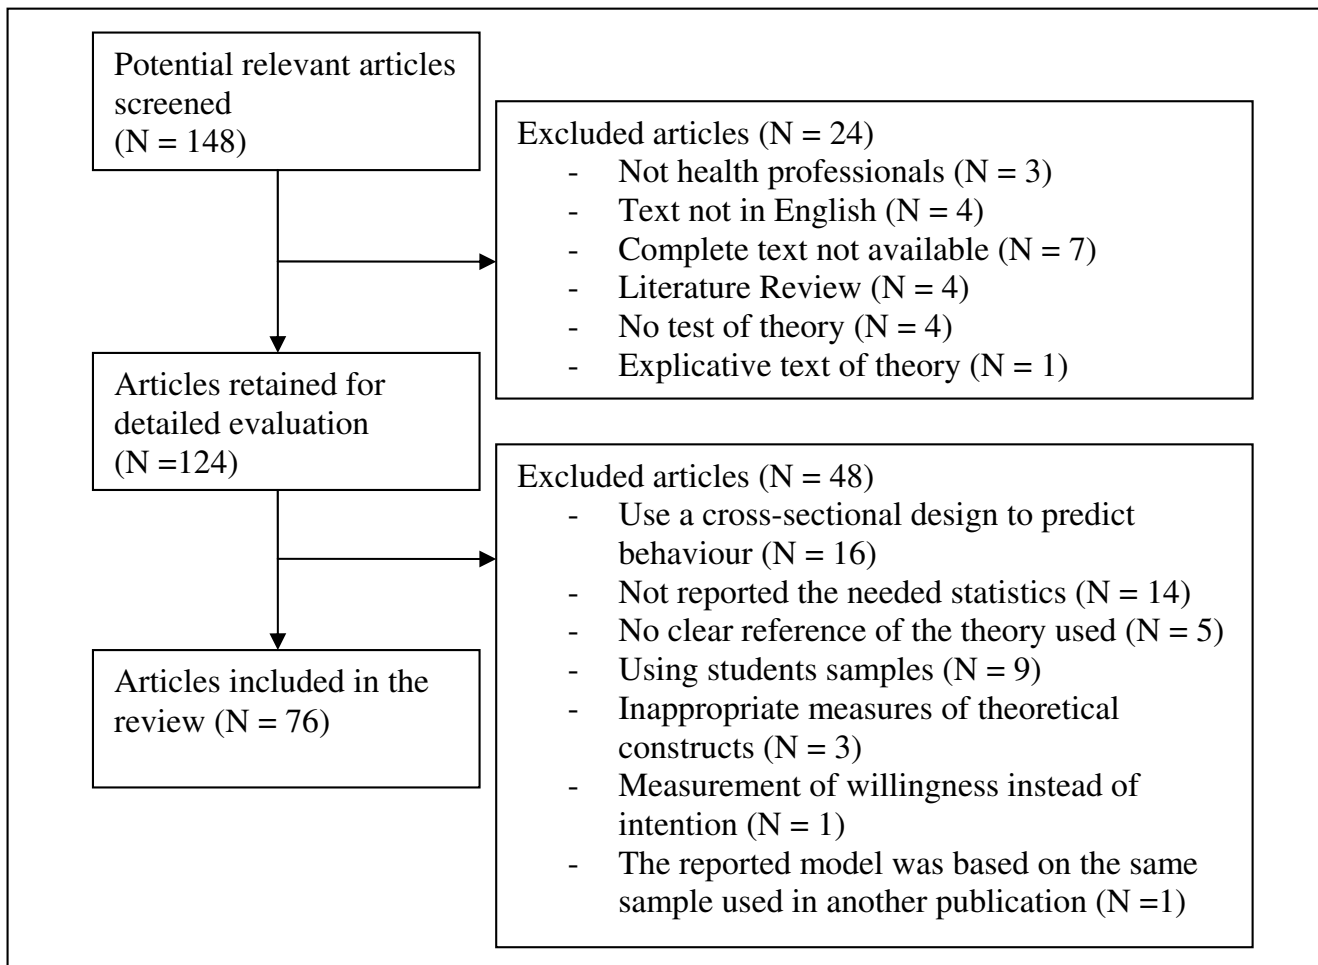 Potential relevant articles
screened
(N = 148)
Excluded articles (N = 24)
- Not health professionals (N = 3)
- Text not in English (N = 4)
- Complete text not available (N = 7)
- Literature Review (N = 4)
- No test of theory (N = 4)
- Explicative text of theory (N = 1)
Articles retained for
detailed evaluation
(N =124)
Excluded articles (N = 48)
- Use a cross-sectional design to predict
behaviour (N = 16)
- Not reported the needed statistics (N = 14)
- No clear reference of the theory used (N = 5)
- Using students samples (N = 9)
- Inappropriate measures of theoretical
constructs (N = 3)
- Measurement of willingness instead of
intention (N = 1)
- The reported model was based on the same
sample used in another publication (N =1)
Articles included in the
review (N = 76)